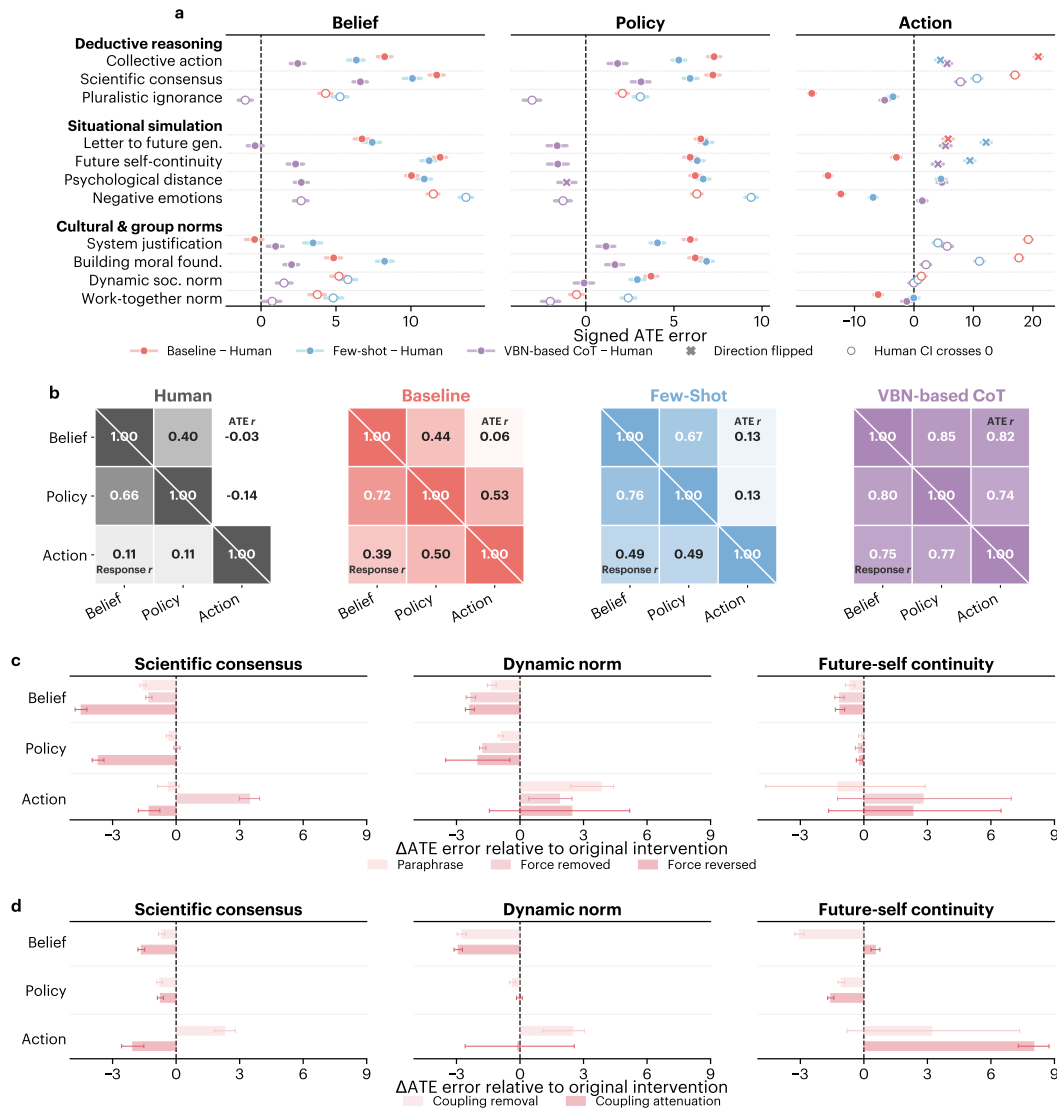 a
Belief
Policy
Action
Deductive reasoning
Collective action
Scientific consensus
Pluralistic ignorance
Situational simulation
Letter to future gen.
Future self-continuity
Psychological distance
Negative emotions
Cultural & group norms
System justification
Building moral found.
Dynamic soc. norm
Work-together norm
0 5 10
0 5 10
−10 0 10 20
Signed ATE error
Baseline – Human Few-shot – Human VBN-based CoT – Human Direction flipped Human CI crosses 0
b
Human Baseline Few-Shot VBN-based CoT
ATE r ATE r ATE r ATE r
Belief 1.00 0.40 -0.03 1.00 0.44 0.06 1.00 0.67 0.13 1.00 0.85 0.82
Policy 0.66 1.00 -0.14 0.72 1.00 0.53 0.76 1.00 0.13 0.80 1.00 0.74
Action 0.11 0.11 1.00 0.39 0.50 1.00 0.49 0.49 1.00 0.75 0.77 1.00
Response r Response r Response r Response r
Belief Policy Action Belief Policy Action Belief Policy Action Belief Policy Action
c
Scientific consensus Dynamic norm Future-self continuity
Belief
Policy
Action
−3 0 3 6 9 −3 0 3 6 9 −3 0 3 6 9
ΔATE error relative to original intervention
Paraphrase Force removed Force reversed
d
Scientific consensus Dynamic norm Future-self continuity
Belief
Policy
Action
−3 0 3 6 9 −3 0 3 6 9 −3 0 3 6 9
ΔATE error relative to original intervention
Coupling removal Coupling attenuation